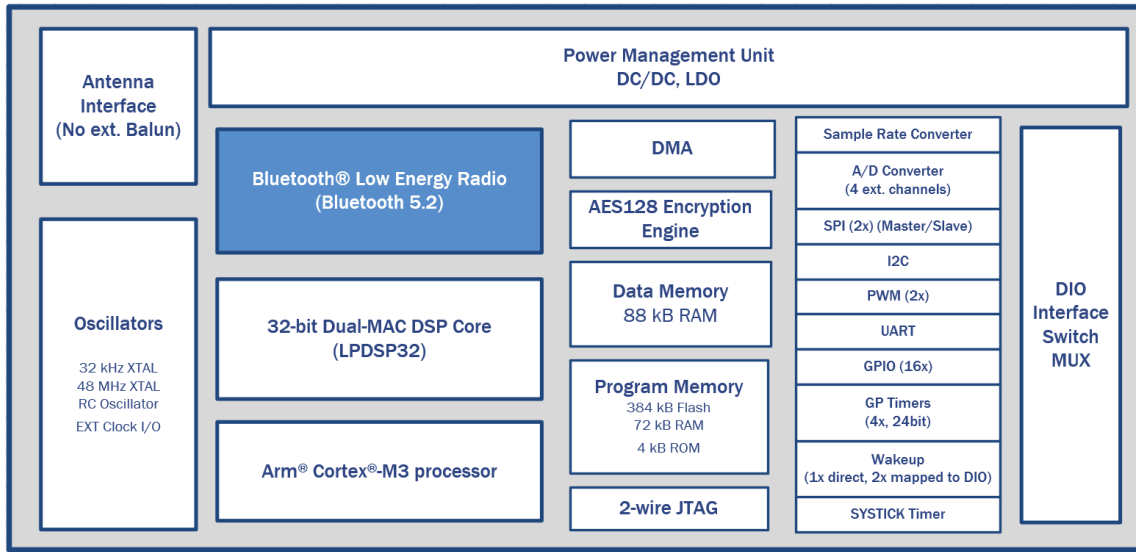 Antenna
Interface
(No ext. Balun)
Power Management Unit
DC/DC, LDO
Bluetooth® Low Energy Radio
(Bluetooth 5.2)
Oscillators
32 kHz XTAL
48 MHz XTAL
RC Oscillator
EXT Clock I/O
32-bit Dual-MAC DSP Core
(LPDSP32)
Arm® Cortex®-M3 processor
DMA
AES128 Encryption
Engine
Data Memory
88 kB RAM
Program Memory
384 kB Flash
72 kB RAM
4 kB ROM
2-wire JTAG
Sample Rate Converter
A/D Converter
(4 ext. channels)
SPI (2x) (Master/Slave)
I2C
PWM (2x)
UART
GPIO (16x)
GP Timers
(4x, 24bit)
Wakeup
(1x direct, 2x mapped to DIO)
SYSTICK Timer
DIO
Interface
Switch
MUX